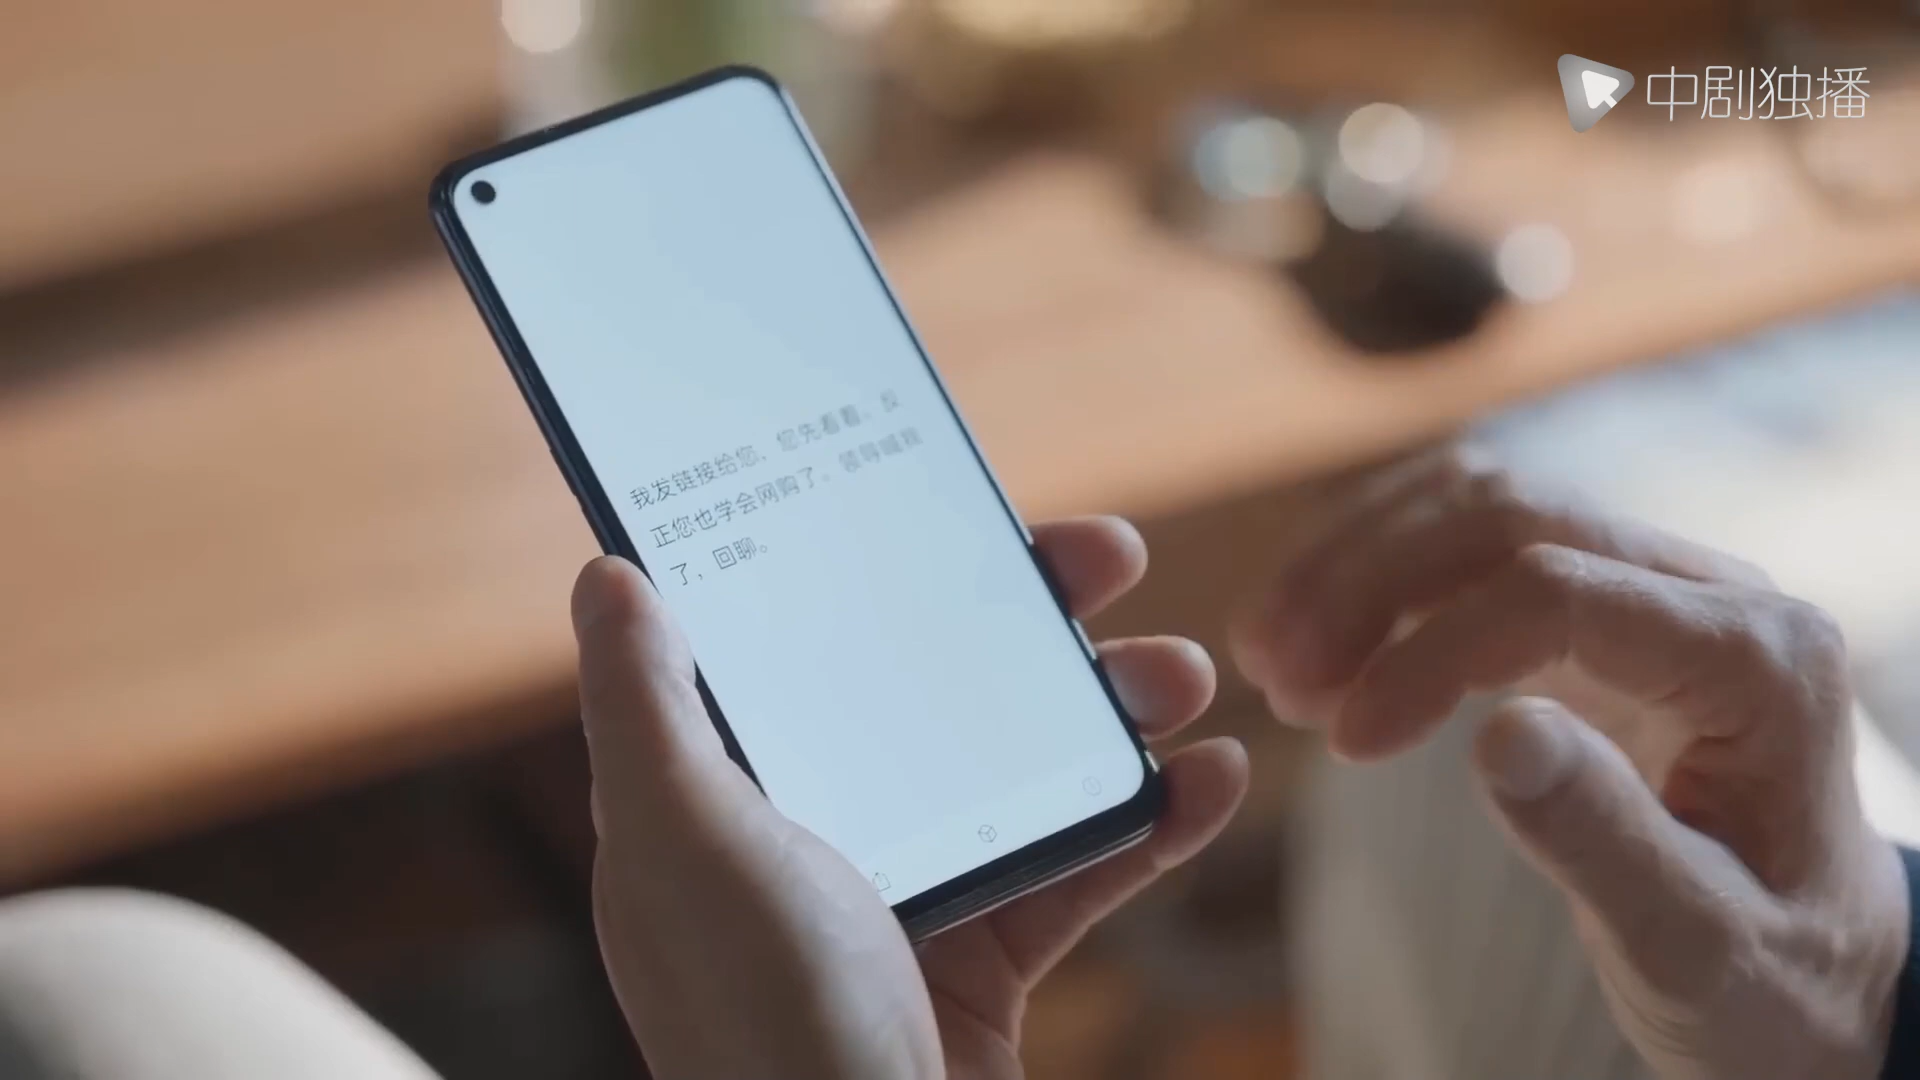 中剧独播
我发链接给您，您先看看。反
正您也学会网购了。领导喊我
了，回聊。